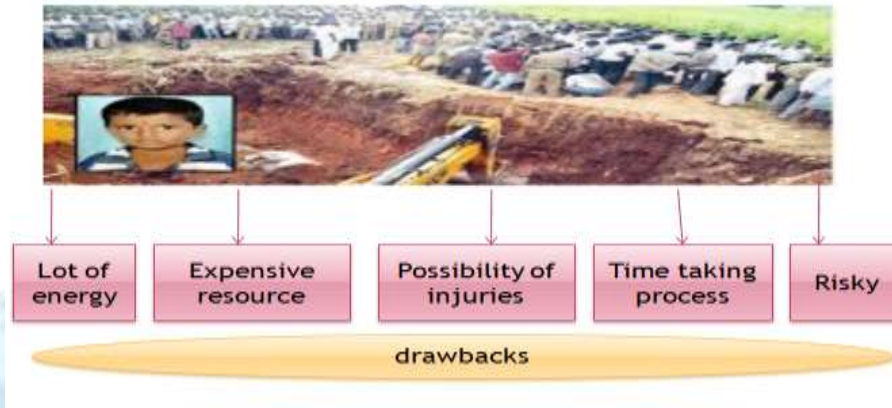 Lot of
energy
Expensive
resource
Possibility of
injuries
Time taking
process
Risky
drawbacks